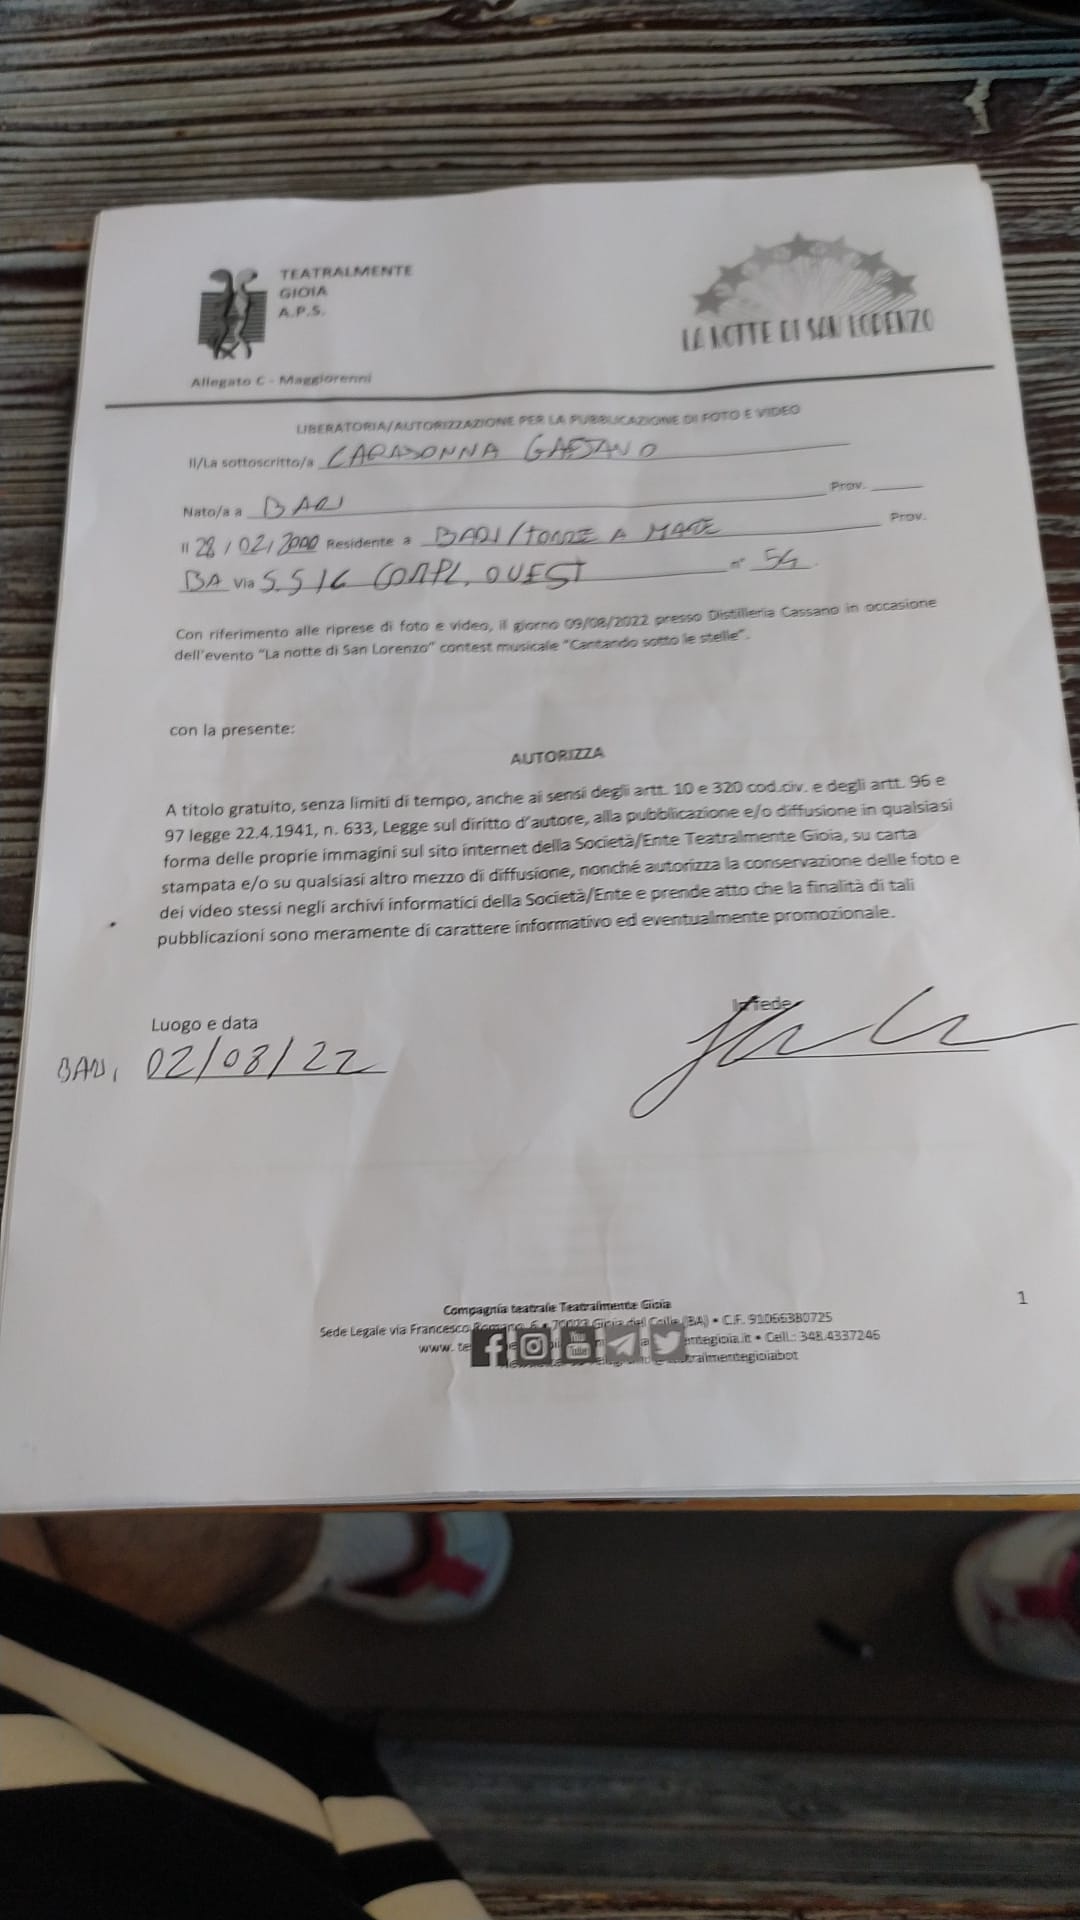 TEATRALMENTE
GIOIA
A.P.S.
LA NOTTE DI SAN LORENZO
Allegato C - Maggiorenni
LIBERATORIA/AUTORIZZAZIONE PER LA PUBBLICAZIONE DI FOTO E VIDEO
Il/La sottoscritto/a CARADONNA GAETANO
Nato/a a BARI Prov.
Il 28/02/2000 Residente a BARI/TORRE A MARE Prov.
BA via S.S 16 COMPL. OUEST n° 54
Con riferimento alle riprese di foto e video, il giorno 09/08/2022 presso Distilleria Cassano in occasione
dell'evento "La notte di San Lorenzo" contest musicale "Cantando sotto le stelle".
con la presente:
AUTORIZZA
A titolo gratuito, senza limiti di tempo, anche ai sensi degli artt. 10 e 320 cod.civ. e degli artt. 96 e
97 legge 22.4.1941, n. 633, Legge sul diritto d'autore, alla pubblicazione e/o diffusione in qualsiasi
forma delle proprie immagini sul sito internet della Società/Ente Teatralmente Gioia, su carta
stampata e/o su qualsiasi altro mezzo di diffusione, nonché autorizza la conservazione delle foto e
dei video stessi negli archivi informatici della Società/Ente e prende atto che la finalità di tali
pubblicazioni sono meramente di carattere informativo ed eventualmente promozionale.
Luogo e data In fede
BARI, 02/08/22
1
Compagnia teatrale Teatralmente Gioia
Sede Legale via Francesco Romano, 6 • 70023 Gioia del Colle (BA) • C.F. 91066380725
www. te entegioia.it • Cell.: 348.4337246
You Tube
tralmentegioiabot